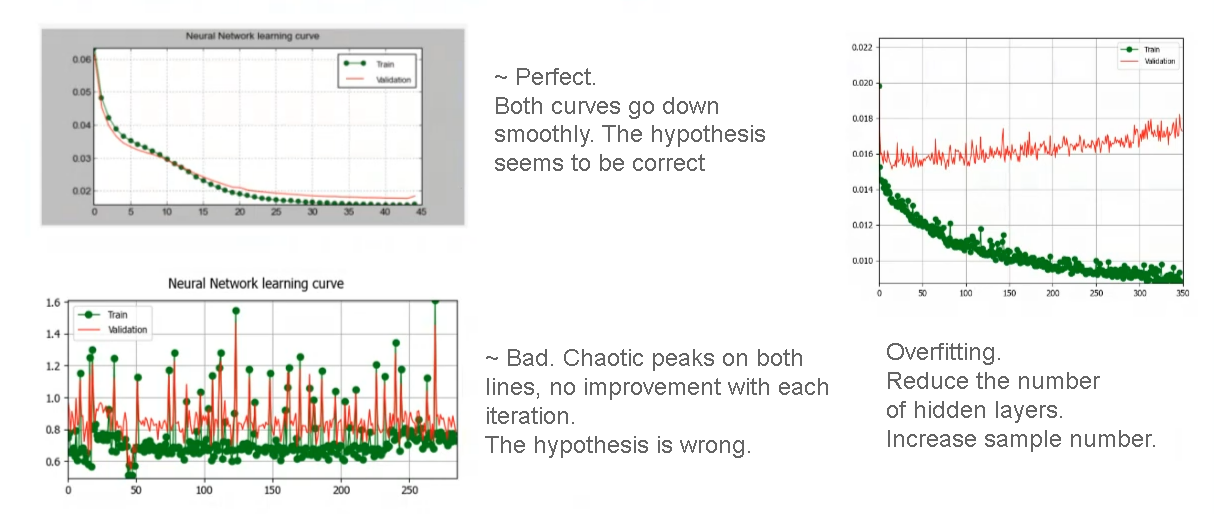 Neural Network learning curve
0.06
0.05
0.04
0.03
0.02
0 5 10 15 20 25 30 35 40 45
Train
Validation
~ Perfect.
Both curves go down
smoothly. The hypothesis
seems to be correct
0.022
0.020
0.018
0.016
0.014
0.012
0.010
0 50 100 150 200 250 300 350
Train
Validation
Neural Network learning curve
1.6
1.4
1.2
1.0
0.8
0.6
0 50 100 150 200 250
Train
Validation
~ Bad. Chaotic peaks on both
lines, no improvement with each
iteration.
The hypothesis is wrong.
Overfitting.
Reduce the number
of hidden layers.
Increase sample number.